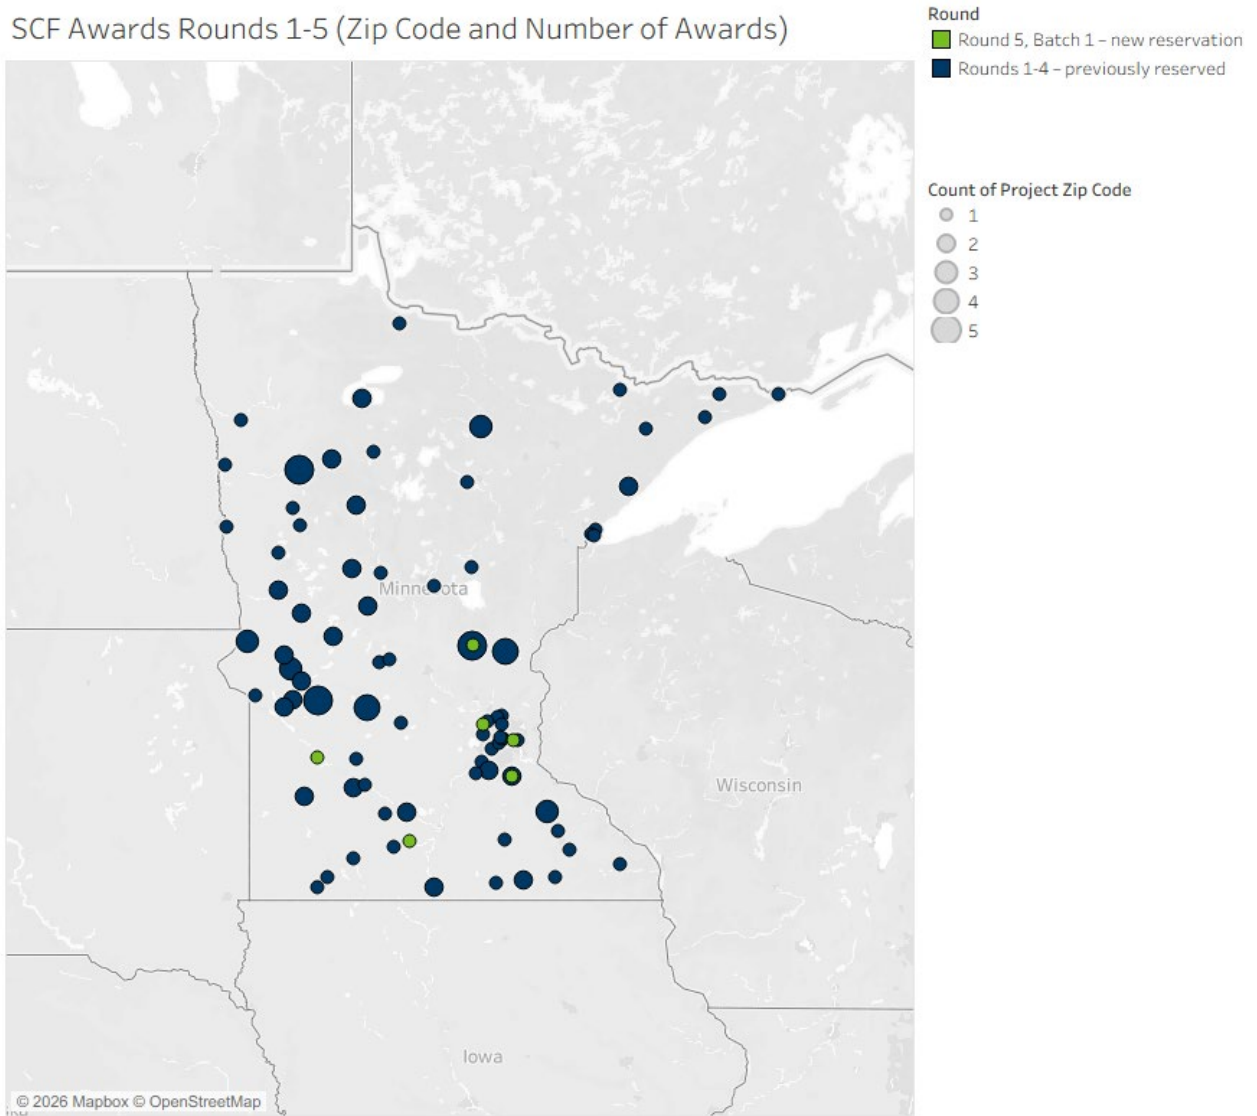 SCF Awards Rounds 1-5 (Zip Code and Number of Awards)
Round
Round 5, Batch 1 – new reservation
Rounds 1-4 – previously reserved
Count of Project Zip Code
1
2
3
4
5
Minnesota
Wisconsin
Iowa
© 2026 Mapbox © OpenStreetMap